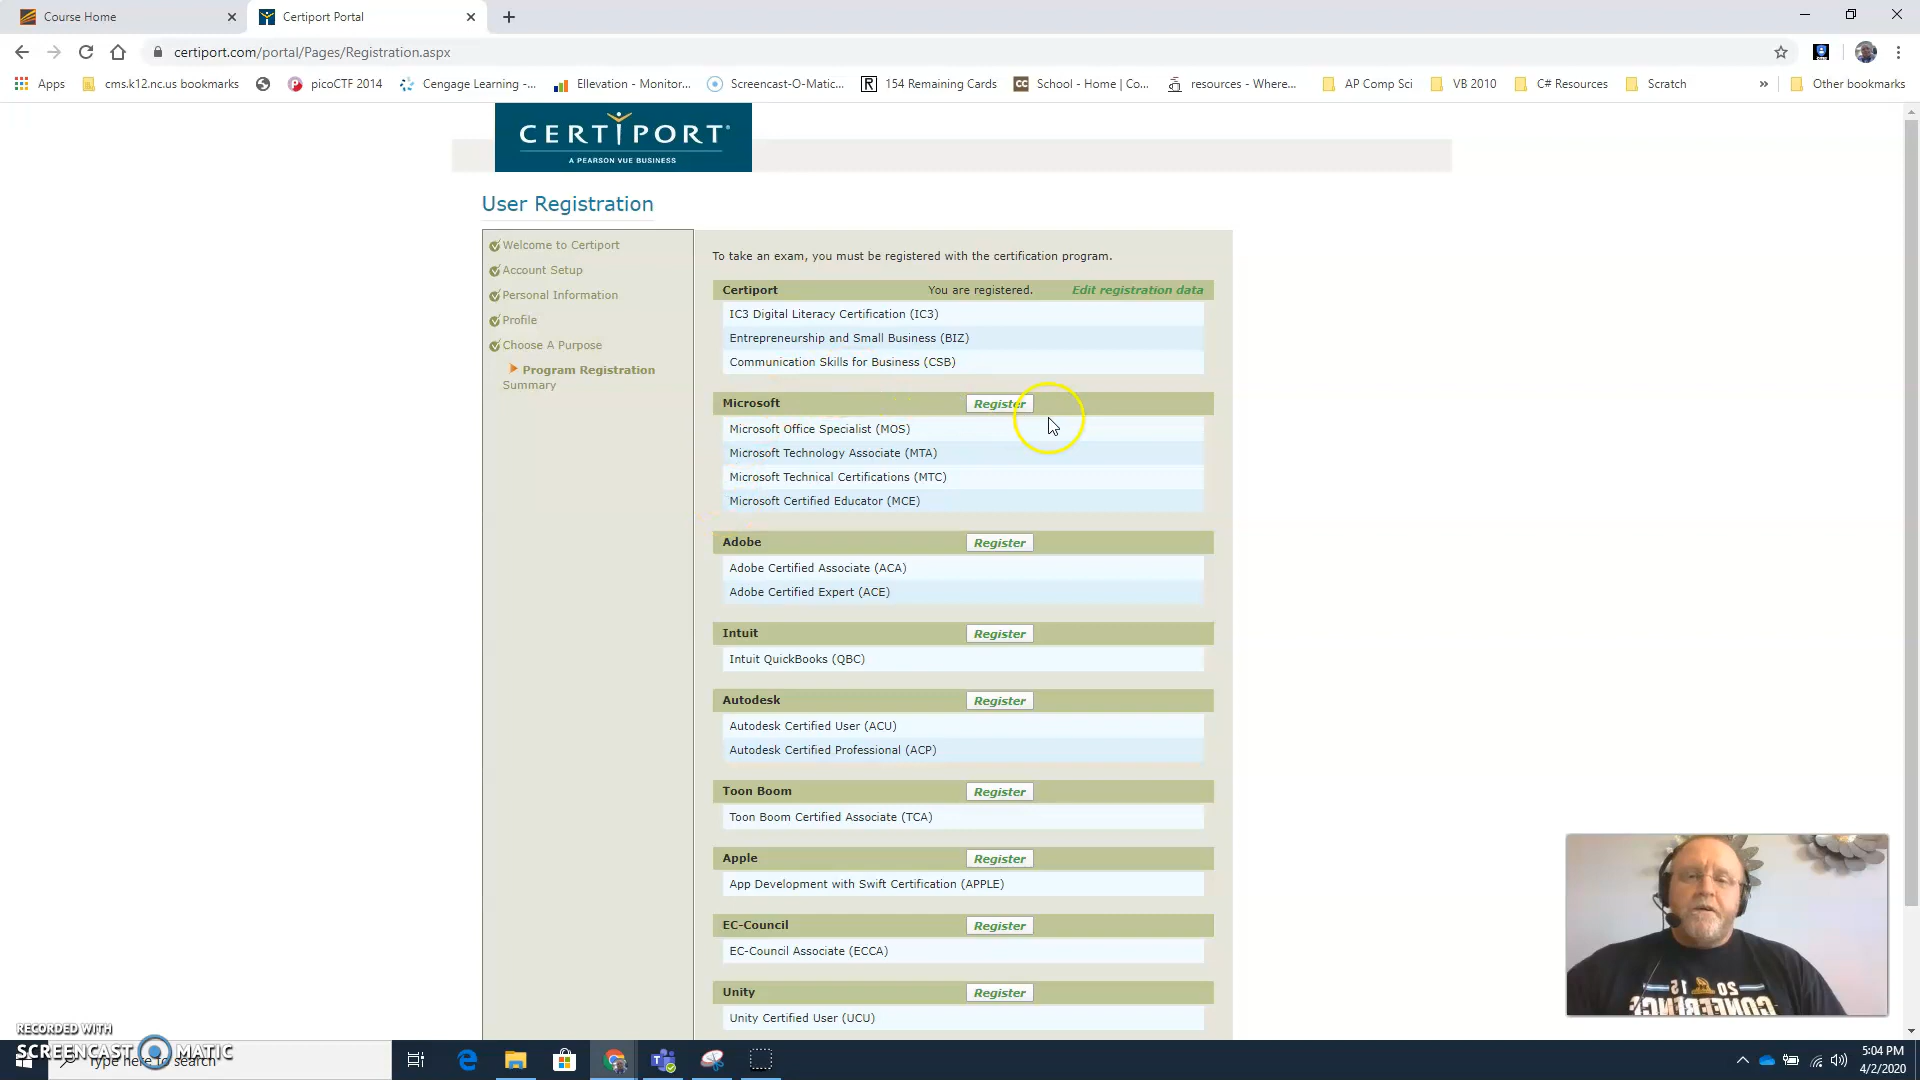 Course Home
Certiport Portal
certiport.com/portal/Pages/Registration.aspx
Apps
cms.k12.nc.us bookmarks
picoCTF 2014
Cengage Learning -...
Ellevation - Monitor...
Screencast-O-Matic...
R 154 Remaining Cards
CC School - Home | Co...
resources - Where...
AP Comp Sci
VB 2010
C# Resources
Scratch
»
Other bookmarks
CERTIPORT®
A PEARSON VUE BUSINESS
User Registration
Welcome to Certiport
Account Setup
Personal Information
Profile
Choose A Purpose
Program Registration
Summary
To take an exam, you must be registered with the certification program.
Certiport You are registered. Edit registration data
IC3 Digital Literacy Certification (IC3)
Entrepreneurship and Small Business (BIZ)
Communication Skills for Business (CSB)
Microsoft Register
Microsoft Office Specialist (MOS)
Microsoft Technology Associate (MTA)
Microsoft Technical Certifications (MTC)
Microsoft Certified Educator (MCE)
Adobe Register
Adobe Certified Associate (ACA)
Adobe Certified Expert (ACE)
Intuit Register
Intuit QuickBooks (QBC)
Autodesk Register
Autodesk Certified User (ACU)
Autodesk Certified Professional (ACP)
Toon Boom Register
Toon Boom Certified Associate (TCA)
Apple Register
App Development with Swift Certification (APPLE)
EC-Council Register
EC-Council Associate (ECCA)
Unity Register
Unity Certified User (UCU)
2015
CONFERENCE
RECORDED WITH
SCREENCAST MATIC
Type here to search
5:04 PM
4/2/2020